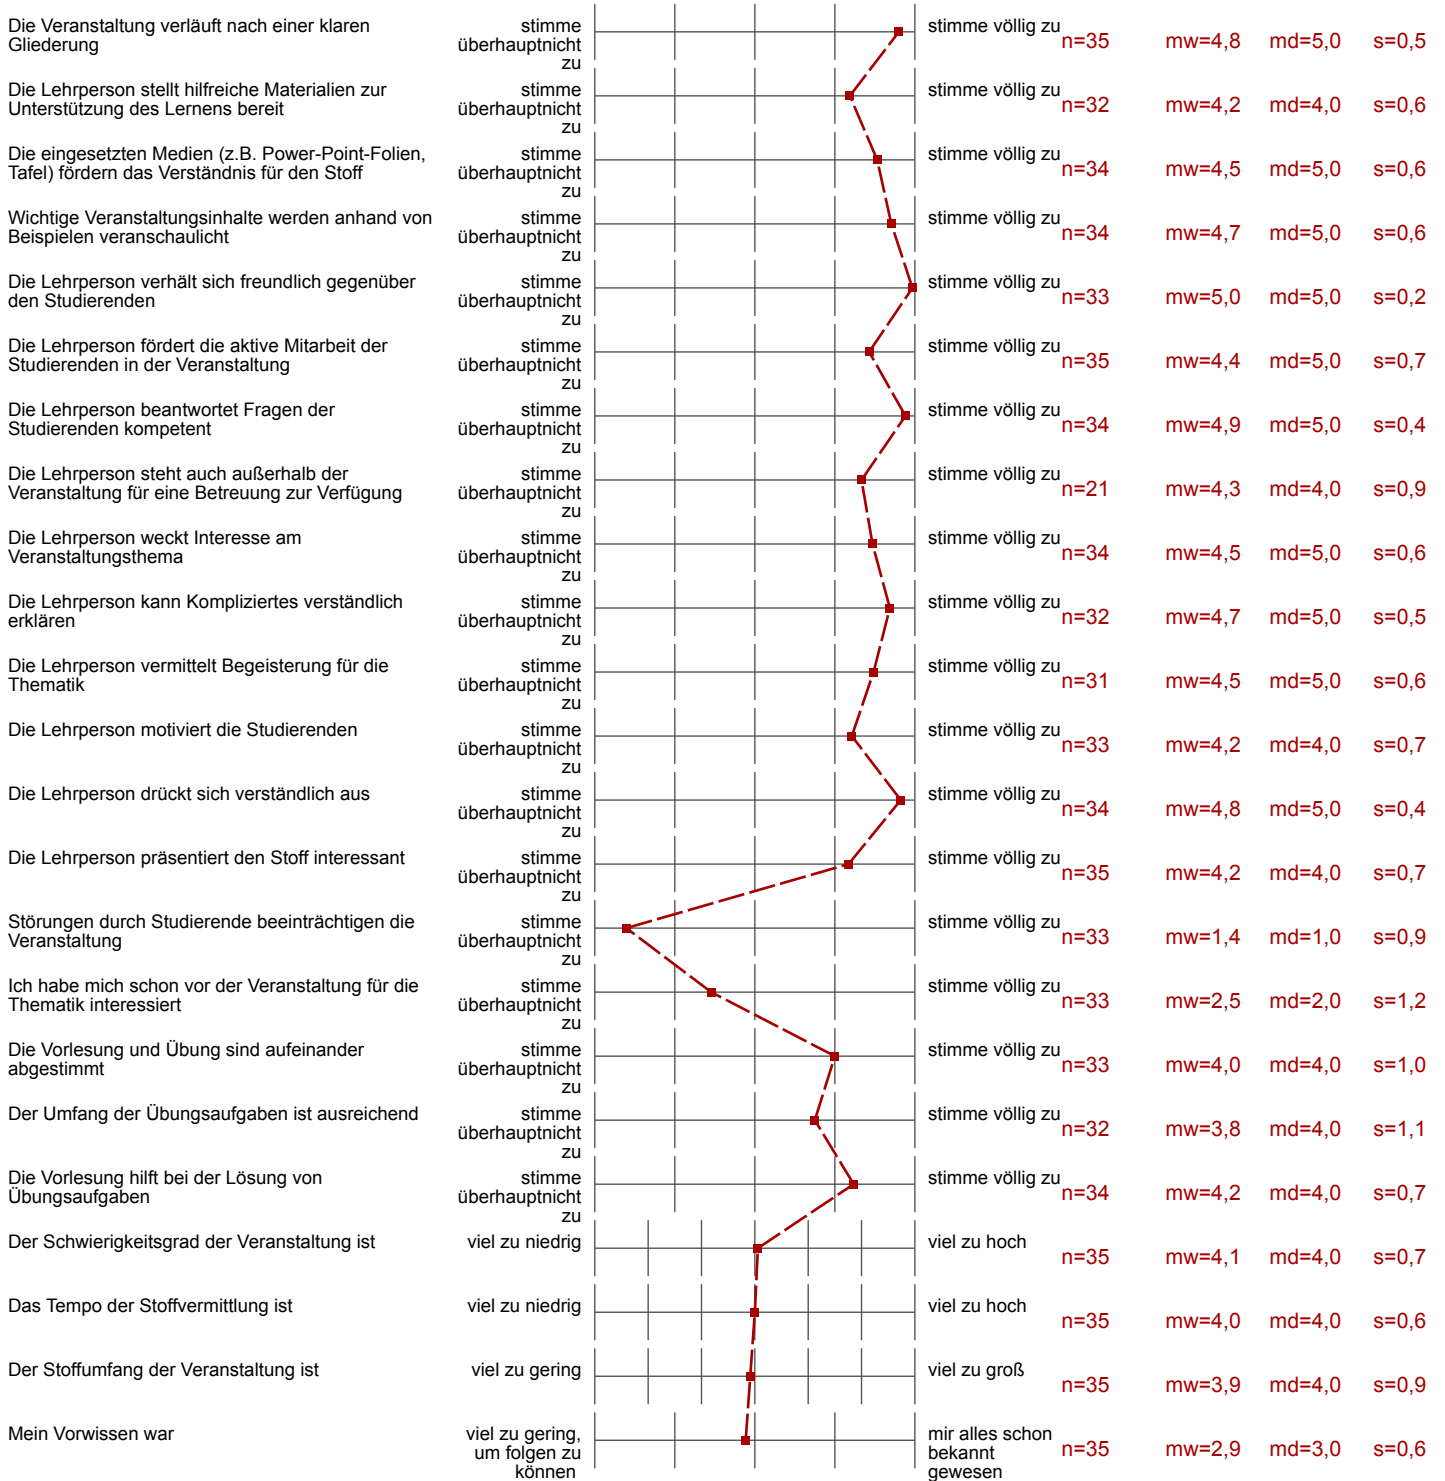 Die Veranstaltung verläuft nach einer klaren
Gliederung
stimme
überhauptnicht
zu
stimme völlig zu
n=35 mw=4,8 md=5,0 s=0,5
Die Lehrperson stellt hilfreiche Materialien zur
Unterstützung des Lernens bereit
stimme
überhauptnicht
zu
stimme völlig zu
n=32 mw=4,2 md=4,0 s=0,6
Die eingesetzten Medien (z.B. Power-Point-Folien,
Tafel) fördern das Verständnis für den Stoff
stimme
überhauptnicht
zu
stimme völlig zu
n=34 mw=4,5 md=5,0 s=0,6
Wichtige Veranstaltungsinhalte werden anhand von
Beispielen veranschaulicht
stimme
überhauptnicht
zu
stimme völlig zu
n=34 mw=4,7 md=5,0 s=0,6
Die Lehrperson verhält sich freundlich gegenüber
den Studierenden
stimme
überhauptnicht
zu
stimme völlig zu
n=33 mw=5,0 md=5,0 s=0,2
Die Lehrperson fördert die aktive Mitarbeit der
Studierenden in der Veranstaltung
stimme
überhauptnicht
zu
stimme völlig zu
n=35 mw=4,4 md=5,0 s=0,7
Die Lehrperson beantwortet Fragen der
Studierenden kompetent
stimme
überhauptnicht
zu
stimme völlig zu
n=34 mw=4,9 md=5,0 s=0,4
Die Lehrperson steht auch außerhalb der
Veranstaltung für eine Betreuung zur Verfügung
stimme
überhauptnicht
zu
stimme völlig zu
n=21 mw=4,3 md=4,0 s=0,9
Die Lehrperson weckt Interesse am
Veranstaltungsthema
stimme
überhauptnicht
zu
stimme völlig zu
n=34 mw=4,5 md=5,0 s=0,6
Die Lehrperson kann Kompliziertes verständlich
erklären
stimme
überhauptnicht
zu
stimme völlig zu
n=32 mw=4,7 md=5,0 s=0,5
Die Lehrperson vermittelt Begeisterung für die
Thematik
stimme
überhauptnicht
zu
stimme völlig zu
n=31 mw=4,5 md=5,0 s=0,6
Die Lehrperson motiviert die Studierenden
stimme
überhauptnicht
zu
stimme völlig zu
n=33 mw=4,2 md=4,0 s=0,7
Die Lehrperson drückt sich verständlich aus
stimme
überhauptnicht
zu
stimme völlig zu
n=34 mw=4,8 md=5,0 s=0,4
Die Lehrperson präsentiert den Stoff interessant
stimme
überhauptnicht
zu
stimme völlig zu
n=35 mw=4,2 md=4,0 s=0,7
Störungen durch Studierende beeinträchtigen die
Veranstaltung
stimme
überhauptnicht
zu
stimme völlig zu
n=33 mw=1,4 md=1,0 s=0,9
Ich habe mich schon vor der Veranstaltung für die
Thematik interessiert
stimme
überhauptnicht
zu
stimme völlig zu
n=33 mw=2,5 md=2,0 s=1,2
Die Vorlesung und Übung sind aufeinander
abgestimmt
stimme
überhauptnicht
zu
stimme völlig zu
n=33 mw=4,0 md=4,0 s=1,0
Der Umfang der Übungsaufgaben ist ausreichend
stimme
überhauptnicht
zu
stimme völlig zu
n=32 mw=3,8 md=4,0 s=1,1
Die Vorlesung hilft bei der Lösung von
Übungsaufgaben
stimme
überhauptnicht
zu
stimme völlig zu
n=34 mw=4,2 md=4,0 s=0,7
Der Schwierigkeitsgrad der Veranstaltung ist
viel zu niedrig
viel zu hoch
n=35 mw=4,1 md=4,0 s=0,7
Das Tempo der Stoffvermittlung ist
viel zu niedrig
viel zu hoch
n=35 mw=4,0 md=4,0 s=0,6
Der Stoffumfang der Veranstaltung ist
viel zu gering
viel zu groß
n=35 mw=3,9 md=4,0 s=0,9
Mein Vorwissen war
viel zu gering,
um folgen zu
können
mir alles schon
bekannt
gewesen
n=35 mw=2,9 md=3,0 s=0,6